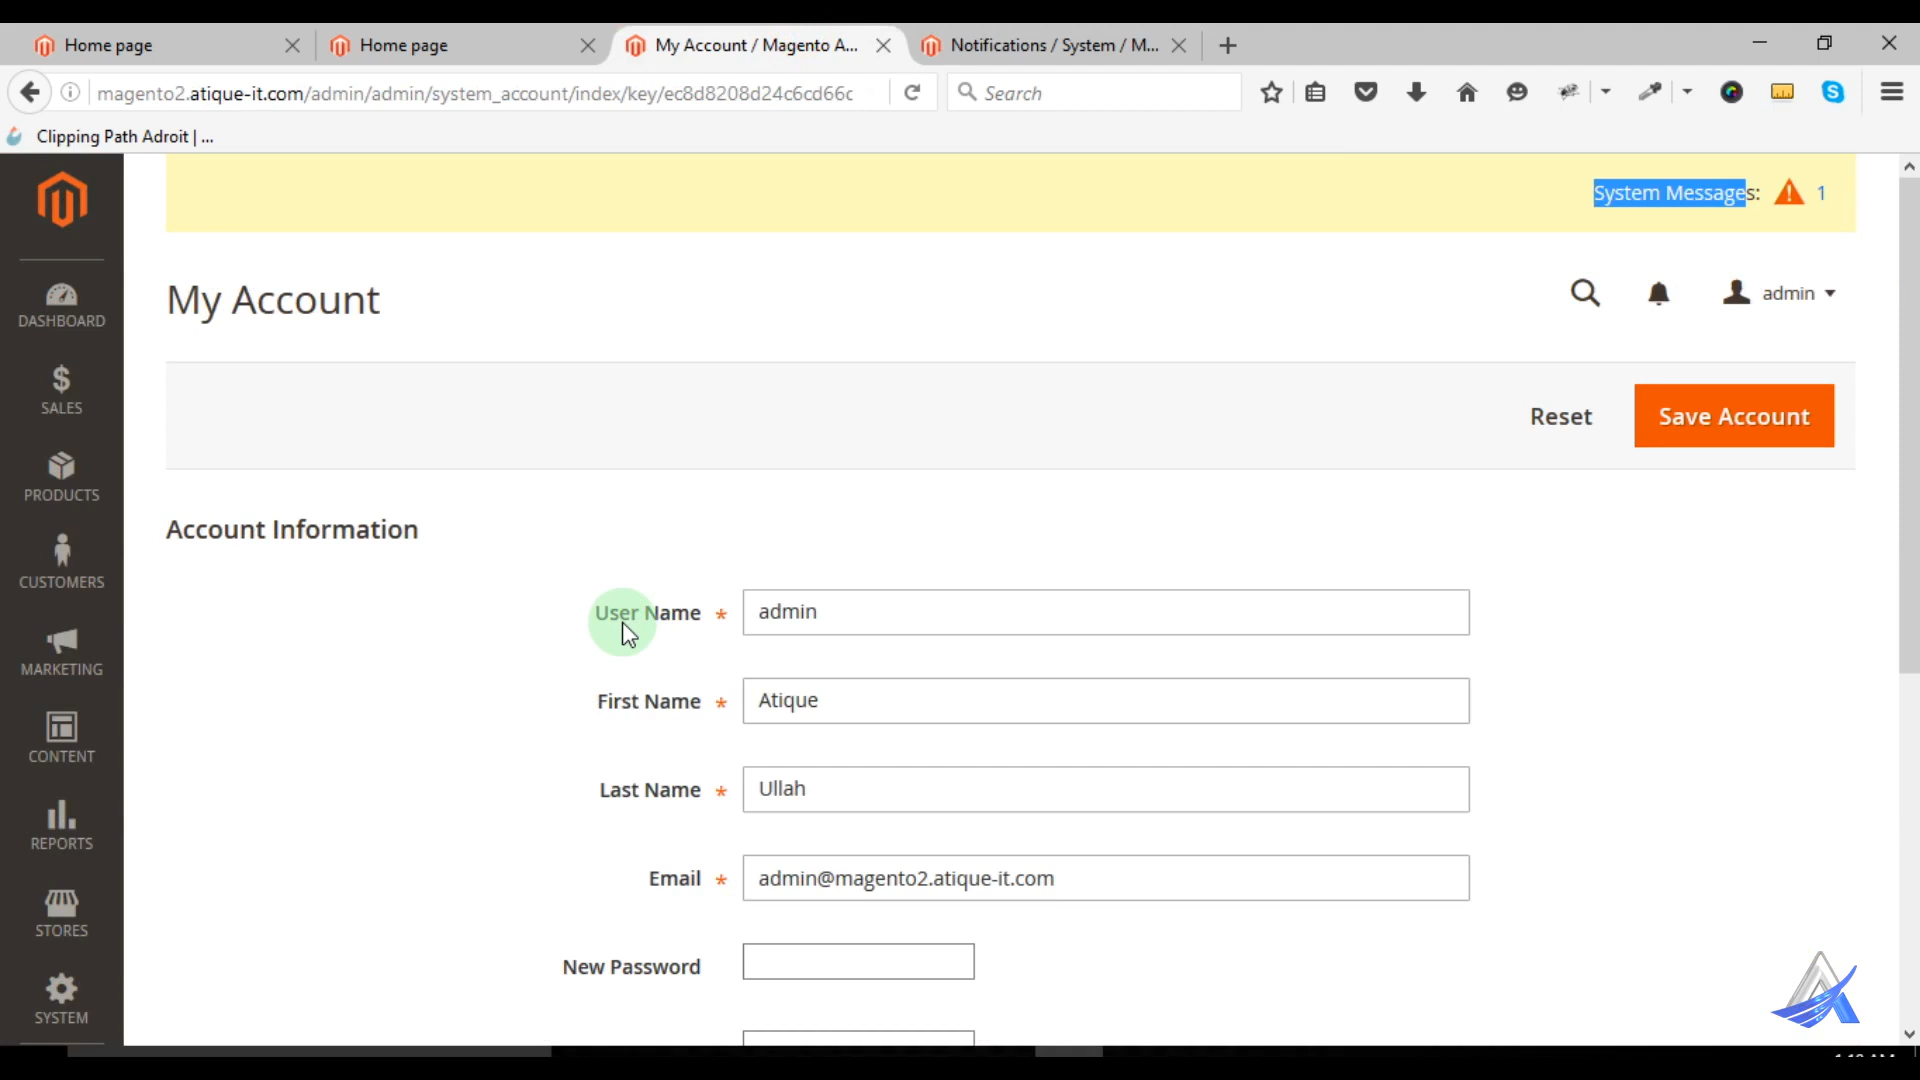 Home page
Home page
My Account / Magento A...
Notifications / System / M...
magento2.atique-it.com/admin/admin/system_account/index/key/ec8d8208d24c6cd66c
Search
Clipping Path Adroit | ...
System Messages: 1
My Account
admin
Reset
Save Account
Account Information
User Name * admin
First Name * Atique
Last Name * Ullah
Email * admin@magento2.atique-it.com
New Password
DASHBOARD
SALES
PRODUCTS
CUSTOMERS
MARKETING
CONTENT
REPORTS
STORES
SYSTEM